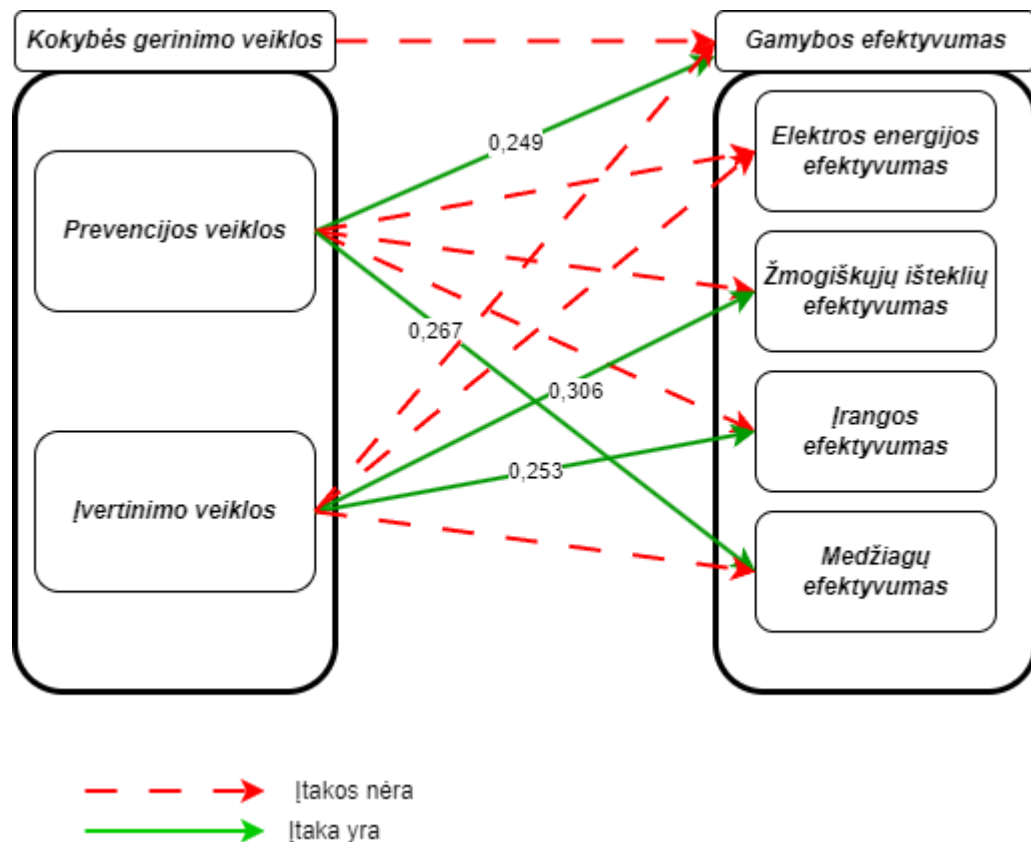 Kokybės gerinimo veiklos
Gamybos efektyvumas
Elektros energijos
efektyvumas
0,249
Prevencijos veiklos
Žmogiškųjų išteklių
efektyvumas
0,267
0,306
Įrangos
efektyvumas
0,253
Įvertinimo veiklos
Medžiagų
efektyvumas
Įtakos nėra
Įtaka yra